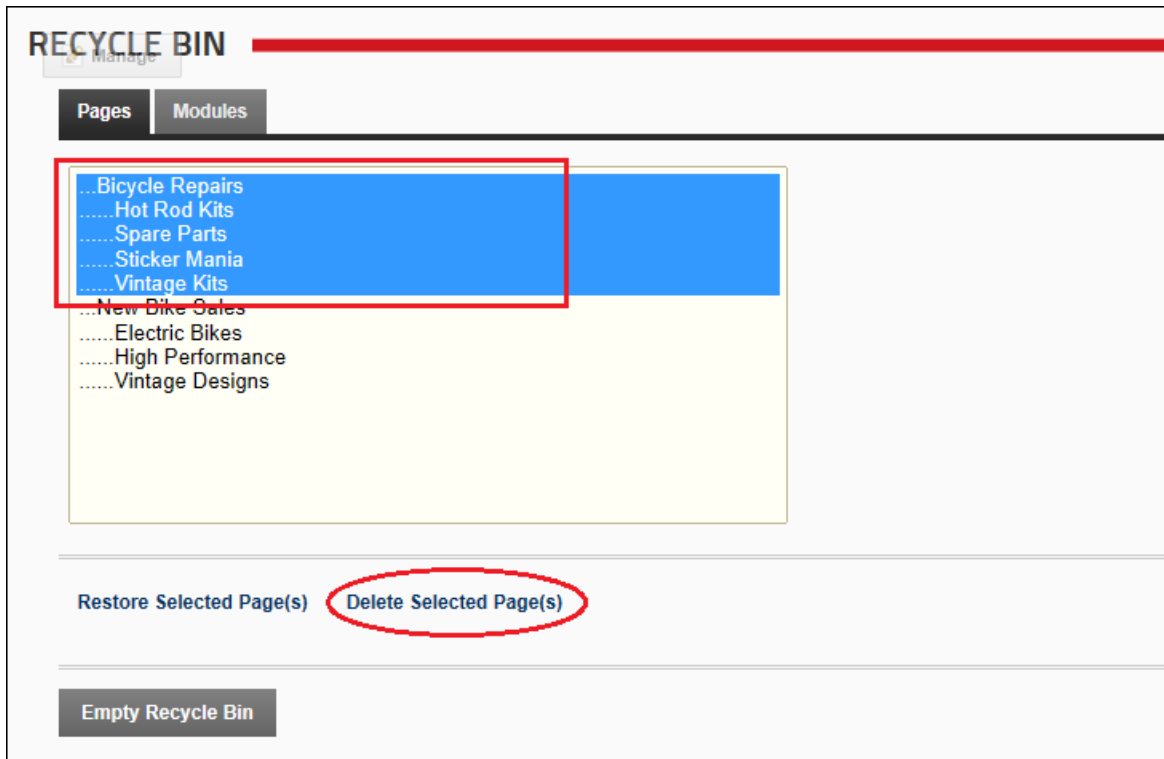 RECYCLE BIN
Manage
Pages Modules
...Bicycle Repairs
......Hot Rod Kits
......Spare Parts
......Sticker Mania
......Vintage Kits
...New Bike Sales
......Electric Bikes
......High Performance
......Vintage Designs
Restore Selected Page(s) Delete Selected Page(s)
Empty Recycle Bin